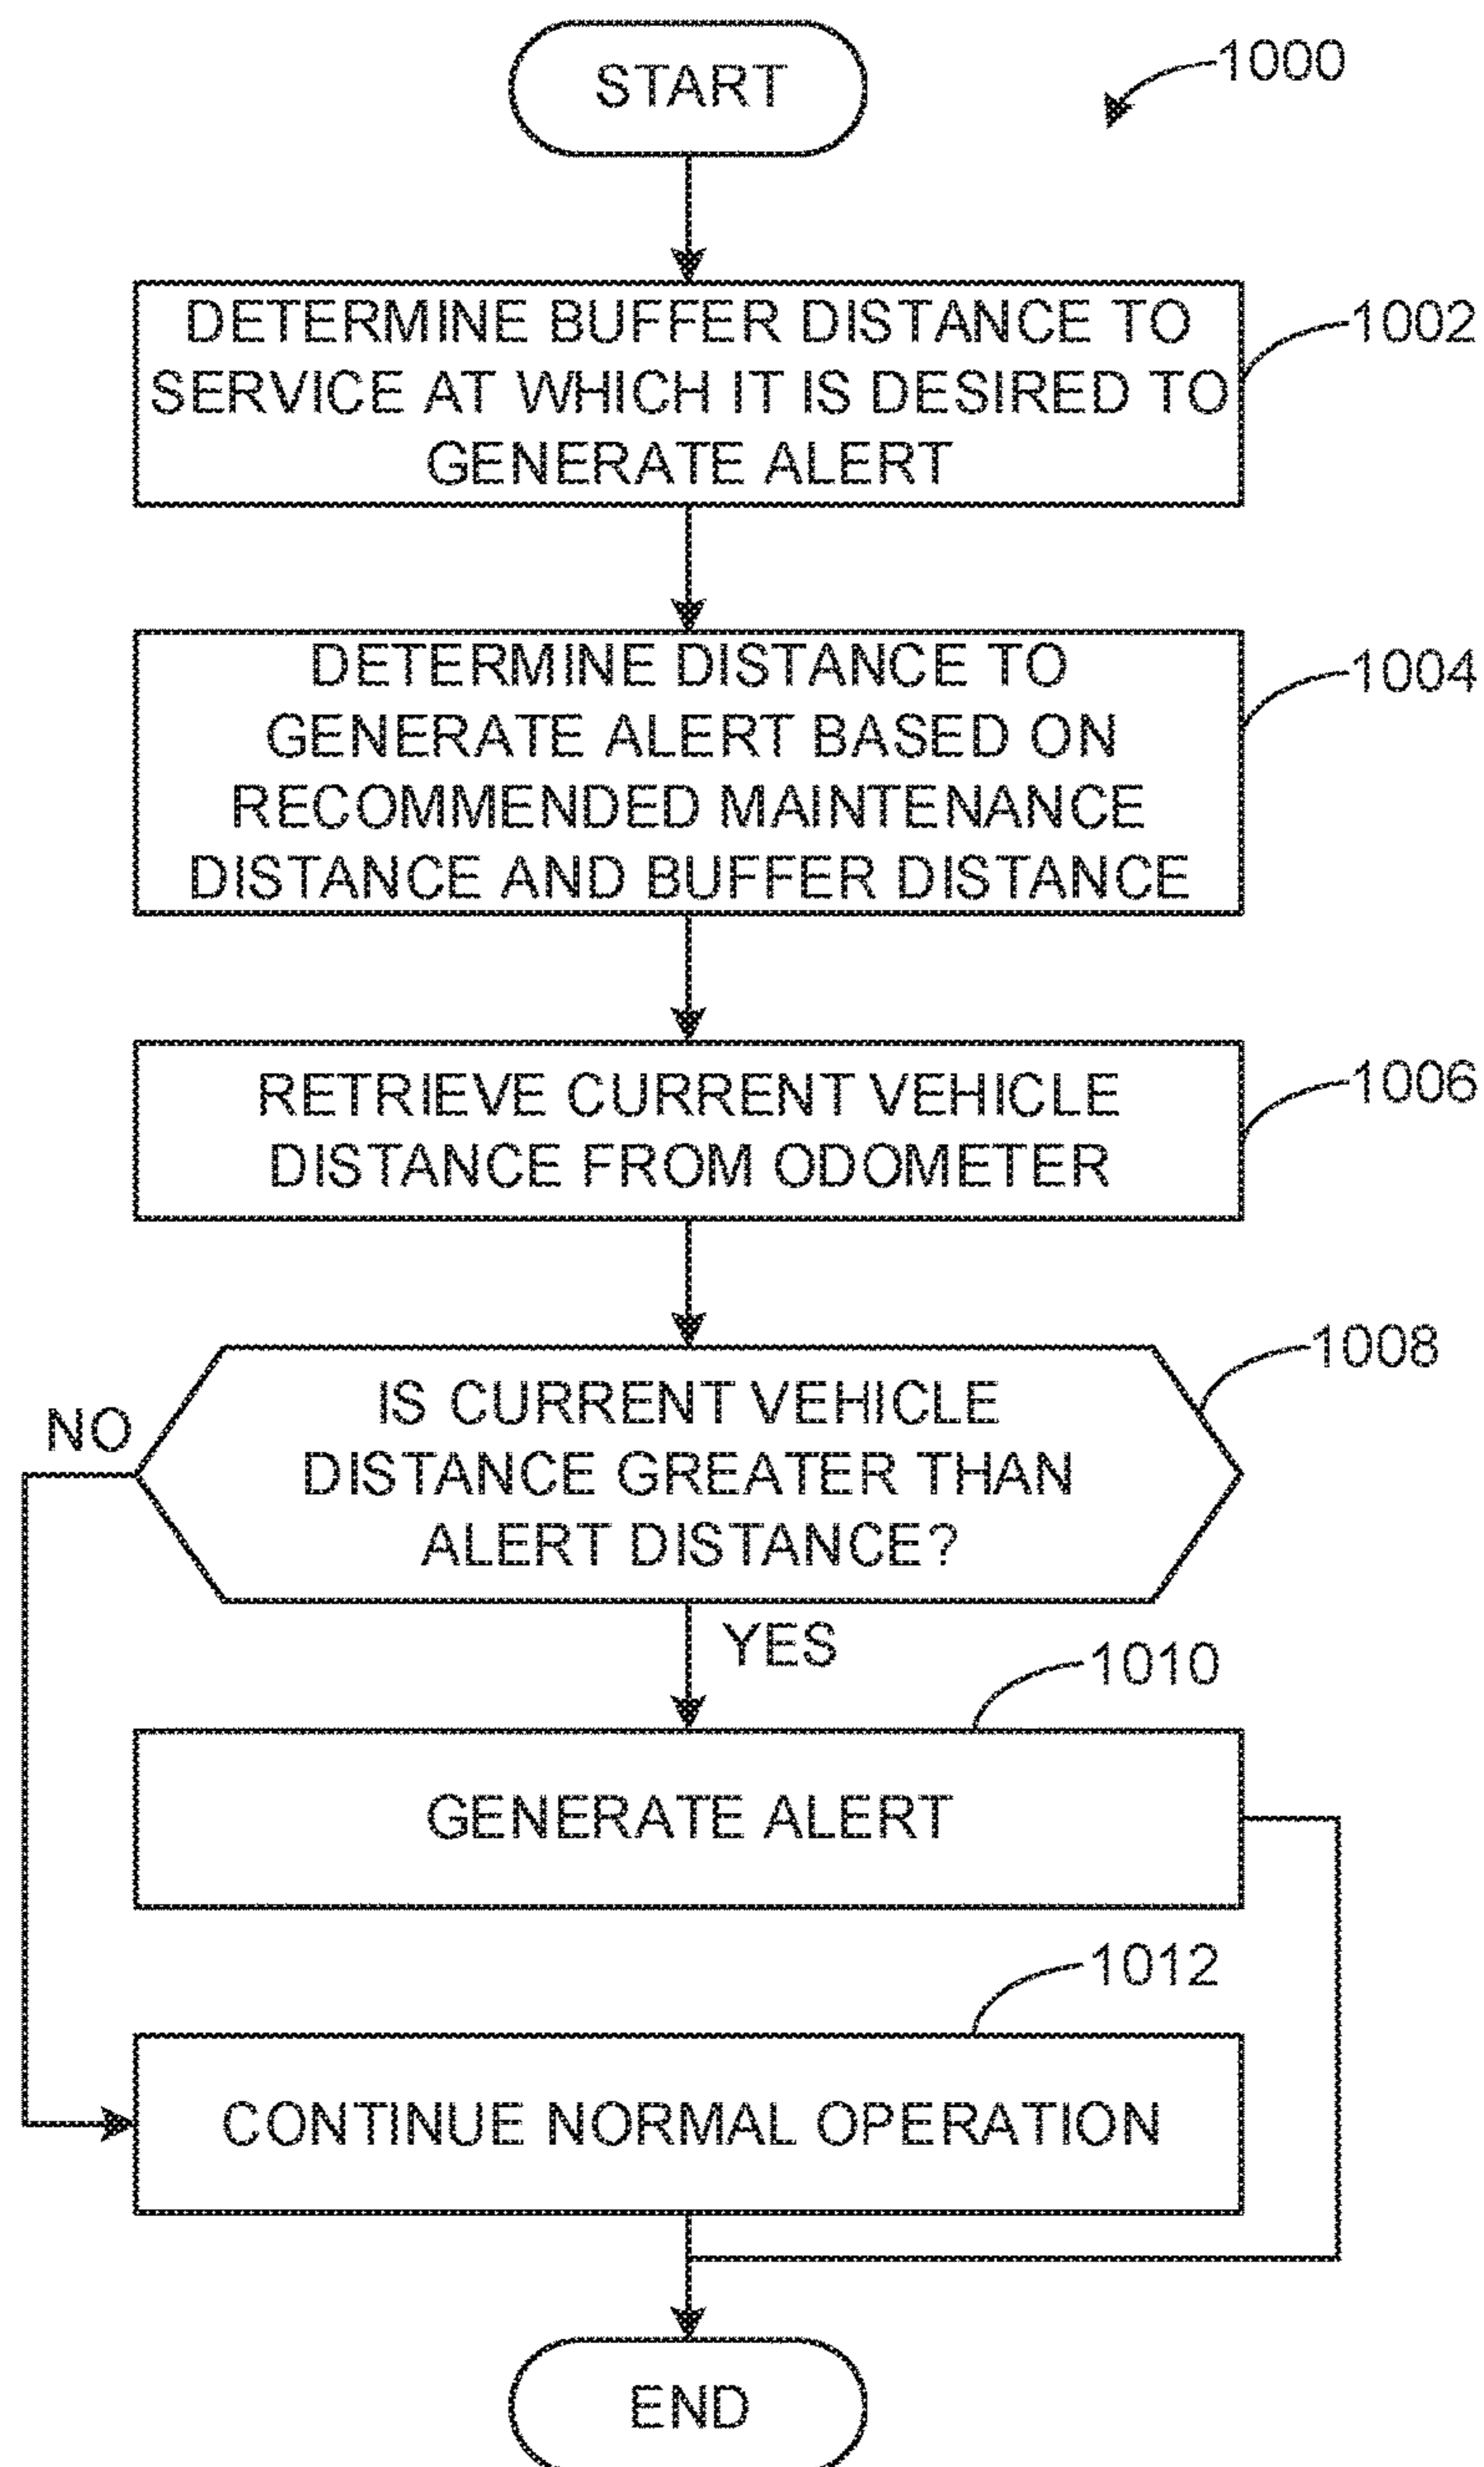 START
1000
DETERMINE BUFFER DISTANCE TO
SERVICE AT WHICH IT IS DESIRED TO
GENERATE ALERT
1002
DETERMINE DISTANCE TO
GENERATE ALERT BASED ON
RECOMMENDED MAINTENANCE
DISTANCE AND BUFFER DISTANCE
1004
RETRIEVE CURRENT VEHICLE
DISTANCE FROM ODOMETER
1006
IS CURRENT VEHICLE
DISTANCE GREATER THAN
ALERT DISTANCE?
1008
NO
YES
1010
GENERATE ALERT
1012
CONTINUE NORMAL OPERATION
END